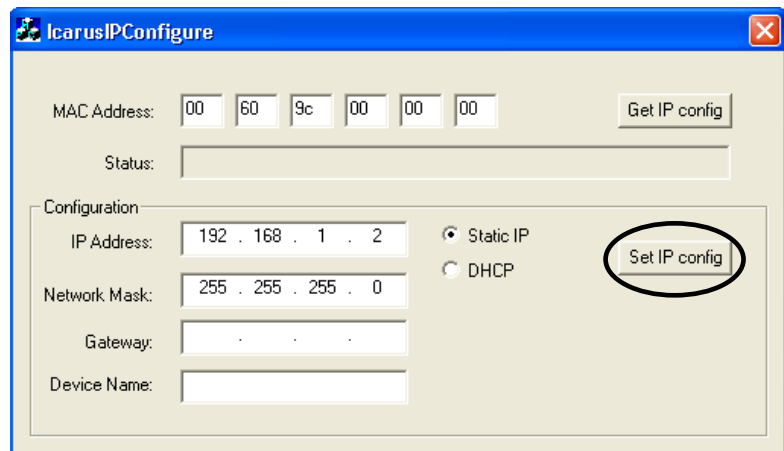 IcarusIPConfigure
MAC Address: 00 60 9c 00 00 00 Get IP config
Status:
Configuration
IP Address: 192 . 168 . 1 . 2 Static IP
DHCP
Set IP config
Network Mask: 255 . 255 . 255 . 0
Gateway: . . .
Device Name: